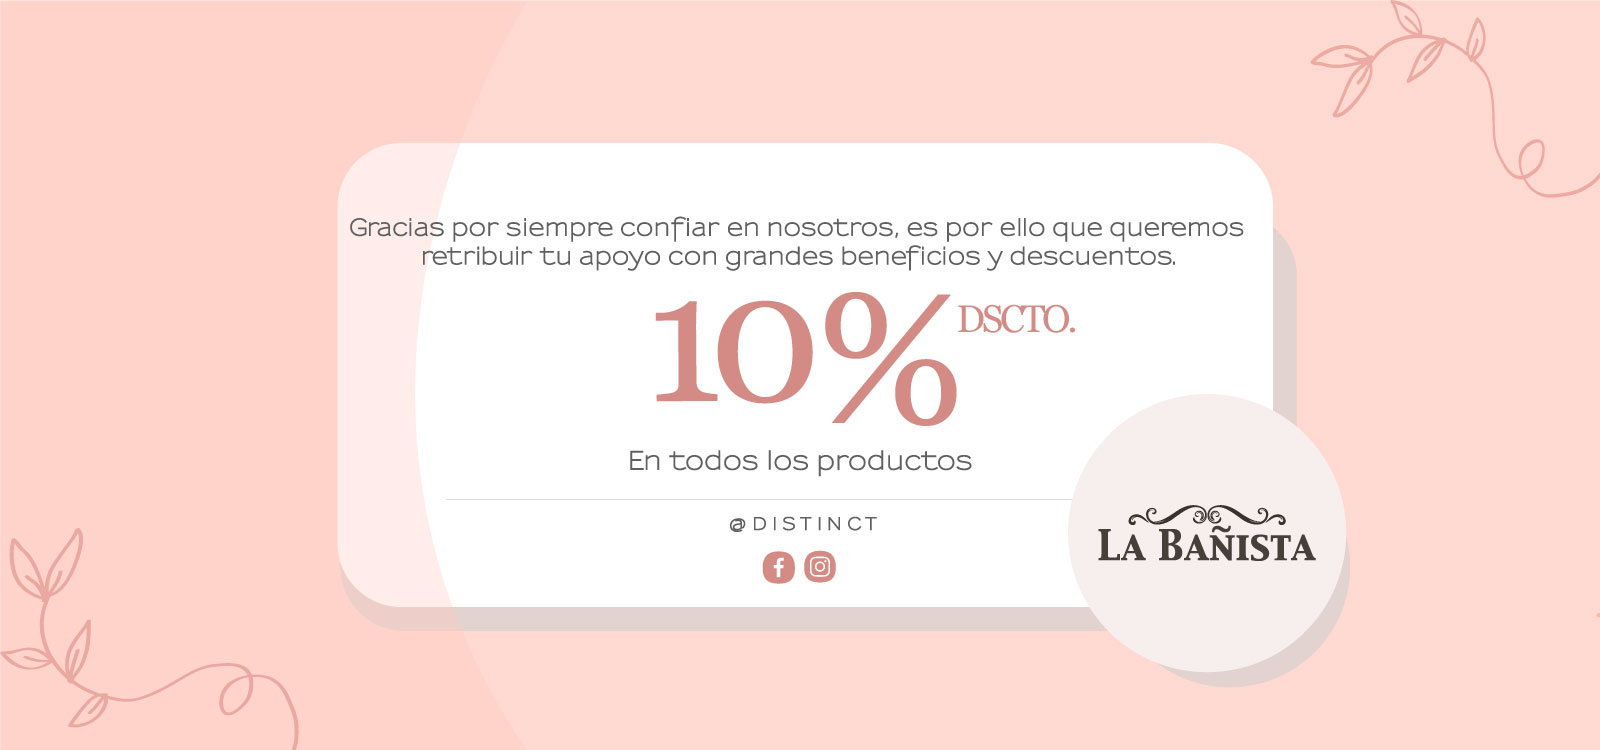 Gracias por siempre confiar en nosotros, es por ello que queremos
retribuir tu apoyo con grandes beneficios y descuentos.
10% DSCTO.
En todos los productos
@DISTINCT
LA BAÑISTA